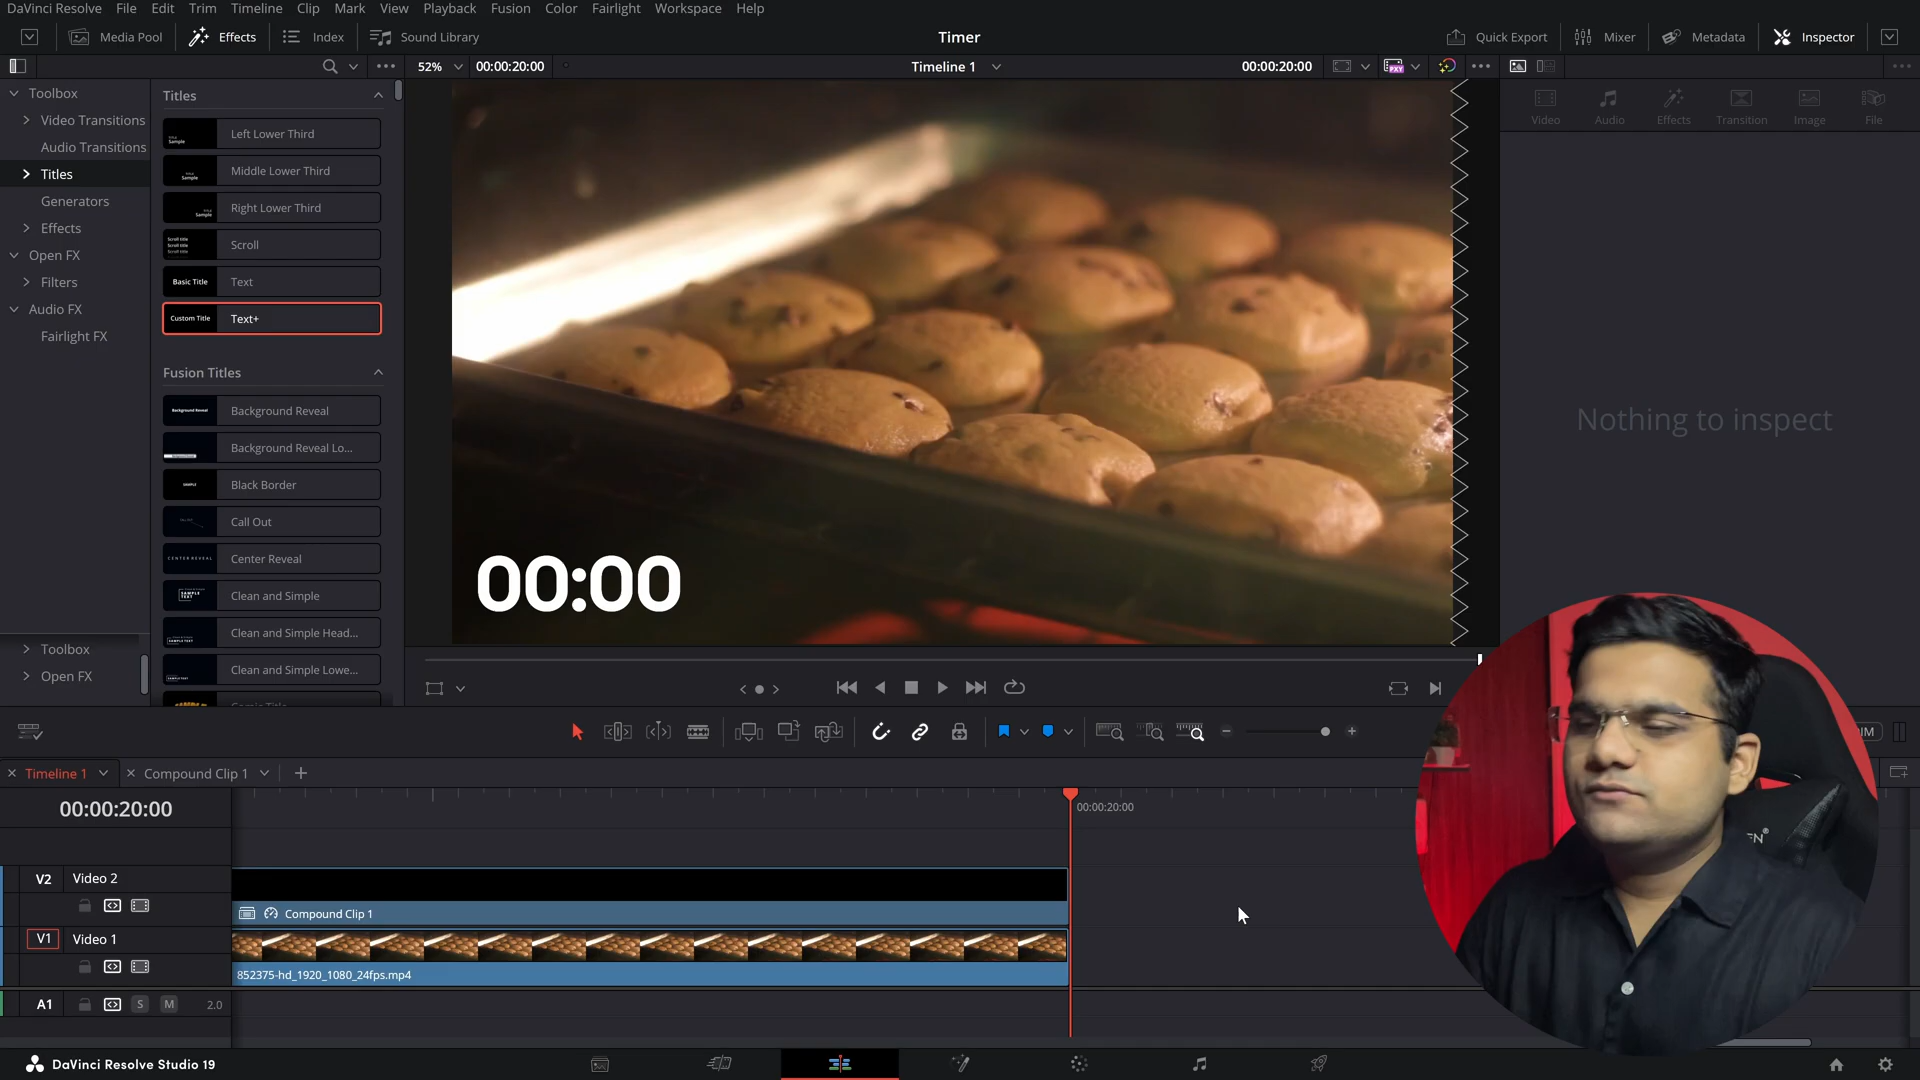 DaVinci Resolve File Edit Trim Timeline Clip Mark View Playback Fusion Color Fairlight Workspace Help
Media Pool Effects Index Sound Library Timer Quick Export Mixer Metadata Inspector
52% 00:00:20:00 Timeline 1 00:00:20:00
Toolbox
Video Transitions
Audio Transitions
Titles
Generators
Effects
Open FX
Filters
Audio FX
Fairlight FX
Toolbox
Open FX
Titles
Left Lower Third
Middle Lower Third
Right Lower Third
Scroll
Basic Title Text
Custom Title Text+
Fusion Titles
Background Reveal
Background Reveal Lo...
Black Border
Call Out
Center Reveal
Clean and Simple
Clean and Simple Head...
Clean and Simple Lowe...
00:00
Video Audio Effects Transition Image File
Nothing to inspect
Timeline 1 Compound Clip 1
00:00:20:00
00:00:20:00
V2 Video 2
Compound Clip 1
V1 Video 1
852375-hd_1920_1080_24fps.mp4
A1 S M 2.0
DaVinci Resolve Studio 19